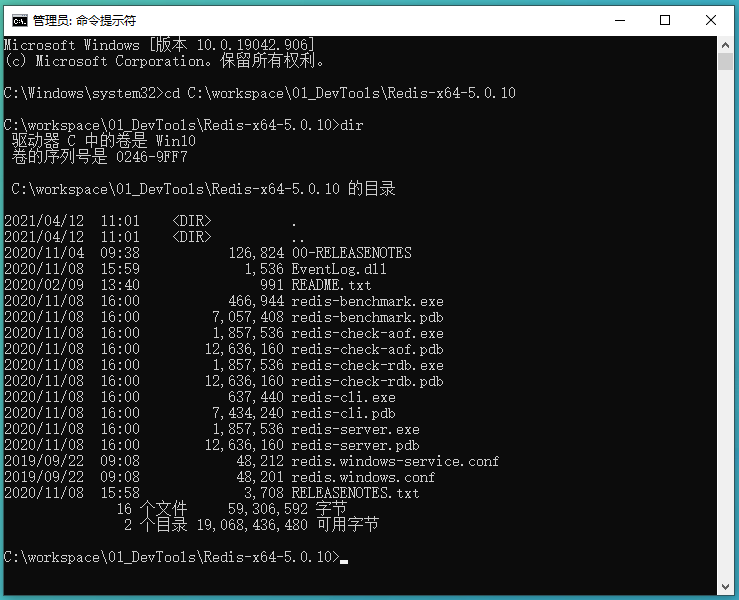 管理员: 命令提示符
Microsoft Windows [版本 10.0.19042.906]
(c) Microsoft Corporation。保留所有权利。
C:\Windows\system32>cd C:\workspace\01_DevTools\Redis-x64-5.0.10
C:\workspace\01_DevTools\Redis-x64-5.0.10>dir
驱动器 C 中的卷是 Win10
卷的序列号是 0246-9FF7
C:\workspace\01_DevTools\Redis-x64-5.0.10 的目录
2021/04/12  11:01    <DIR>          .
2021/04/12  11:01    <DIR>          ..
2020/11/04  09:38           126,824 00-RELEASENOTES
2020/11/08  15:59             1,536 EventLog.dll
2020/02/09  13:40               991 README.txt
2020/11/08  16:00           466,944 redis-benchmark.exe
2020/11/08  16:00         7,057,408 redis-benchmark.pdb
2020/11/08  16:00         1,857,536 redis-check-aof.exe
2020/11/08  16:00        12,636,160 redis-check-aof.pdb
2020/11/08  16:00         1,857,536 redis-check-rdb.exe
2020/11/08  16:00        12,636,160 redis-check-rdb.pdb
2020/11/08  16:00           637,440 redis-cli.exe
2020/11/08  16:00         7,434,240 redis-cli.pdb
2020/11/08  16:00         1,857,536 redis-server.exe
2020/11/08  16:00        12,636,160 redis-server.pdb
2019/09/22  09:08            48,212 redis.windows-service.conf
2019/09/22  09:08            48,201 redis.windows.conf
2020/11/08  15:58             3,708 RELEASENOTES.txt
16 个文件     59,306,592 字节
2 个目录 19,068,436,480 可用字节
C:\workspace\01_DevTools\Redis-x64-5.0.10>